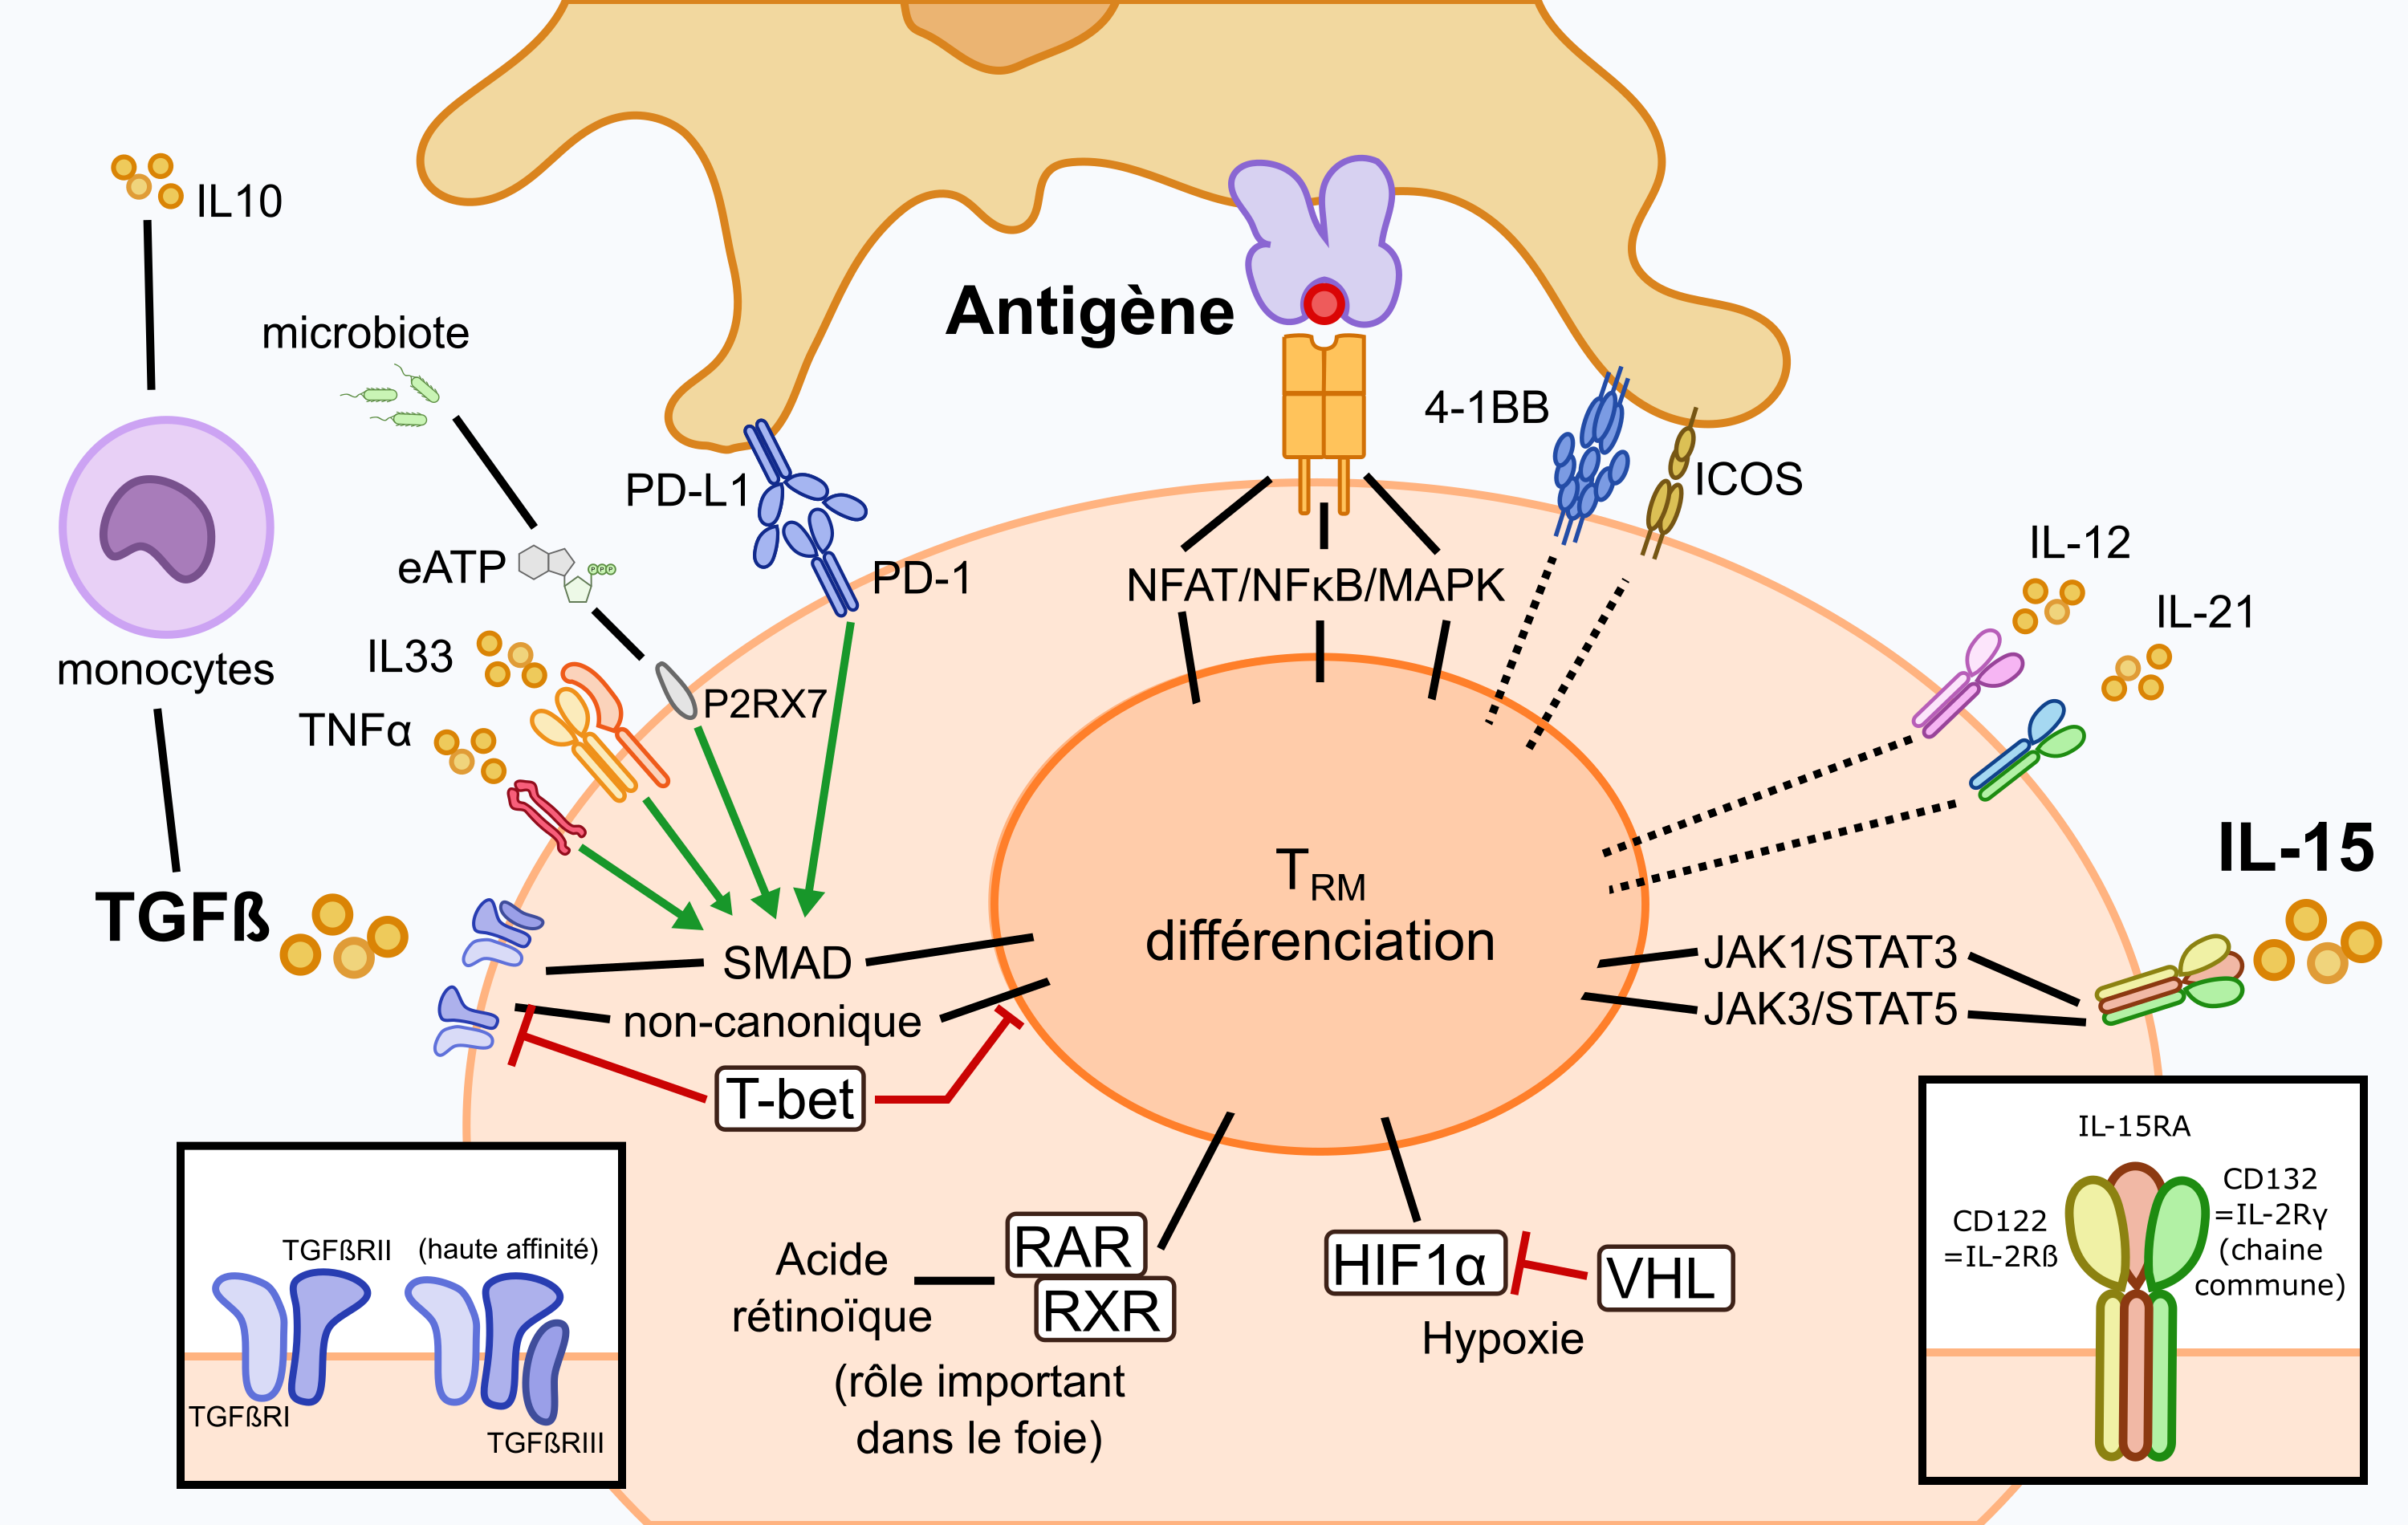 IL10
microbiote
Antigène
4-1BB
PD-L1
ICOS
IL-12
eATP
P P P
PD-1
NFAT/NFκB/MAPK
IL-21
monocytes
IL33
P2RX7
TNFα
IL-15
TGFß
T RM
différenciation
SMAD
JAK1/STAT3
non-canonique
JAK3/STAT5
T-bet
IL-15RA
CD132
=IL-2Rγ
(chaine
commune)
CD122
=IL-2Rß
TGFßRII
(haute affinité)
TGFßRI
TGFßRIII
Acide
rétinoïque
RAR
RXR
(rôle important
dans le foie)
HIF1α
VHL
Hypoxie